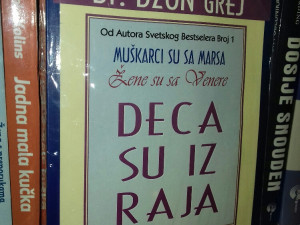 Dr. DŽON GREJ
Od Autora Svetskog Bestselera Broj 1
MUŠKARCI SU SA MARSA
Žene su sa Venere
DECA
SU IZ
RAJA
Jadna mala kučka
DOSIJE SNOUDEN